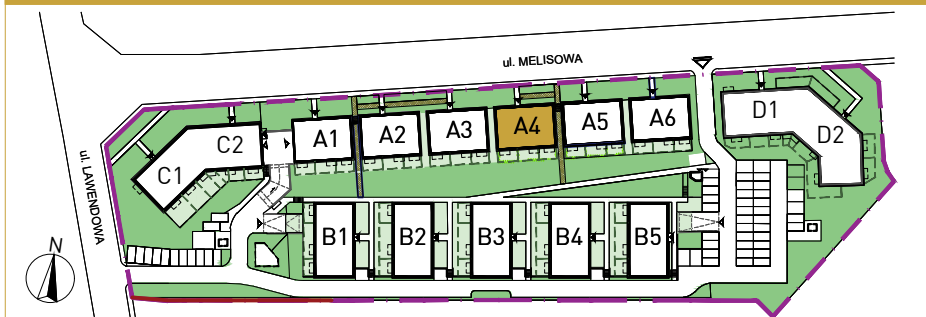 ul. MELISOWA
ul. LAWENDOWA
C1
C2
A1
A2
A3
A4
A5
A6
D1
D2
B1
B2
B3
B4
B5
N